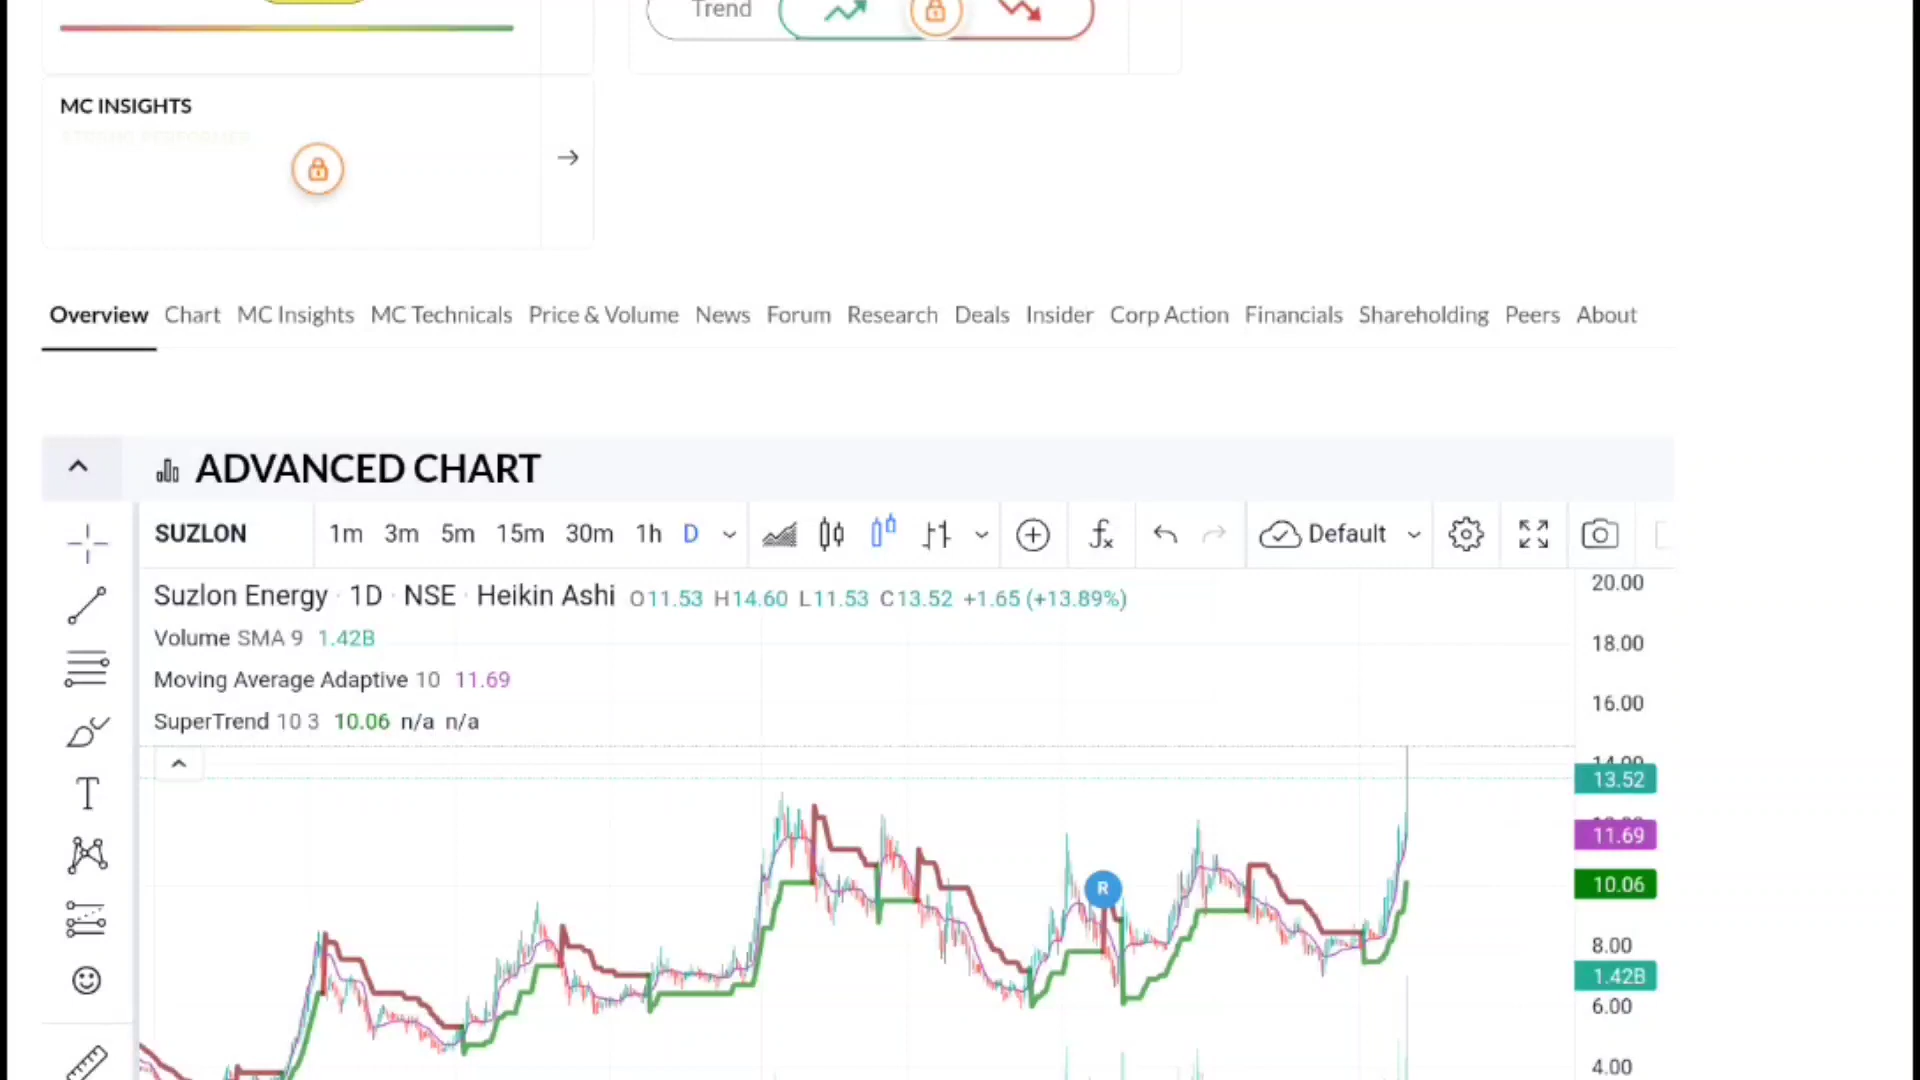 Trend
MC INSIGHTS
STRONG PERFORMER
Overview Chart MC Insights MC Technicals Price & Volume News Forum Research Deals Insider Corp Action Financials Shareholding Peers About
ADVANCED CHART
SUZLON 1m 3m 5m 15m 30m 1h D Default
Suzlon Energy · 1D · NSE · Heikin Ashi O11.53 H14.60 L11.53 C13.52 +1.65 (+13.89%)
Volume SMA 9 1.42B
Moving Average Adaptive 10 11.69
SuperTrend 10 3 10.06 n/a n/a
20.00
18.00
16.00
14.00
13.52
11.69
10.06
R
8.00
1.42B
6.00
4.00